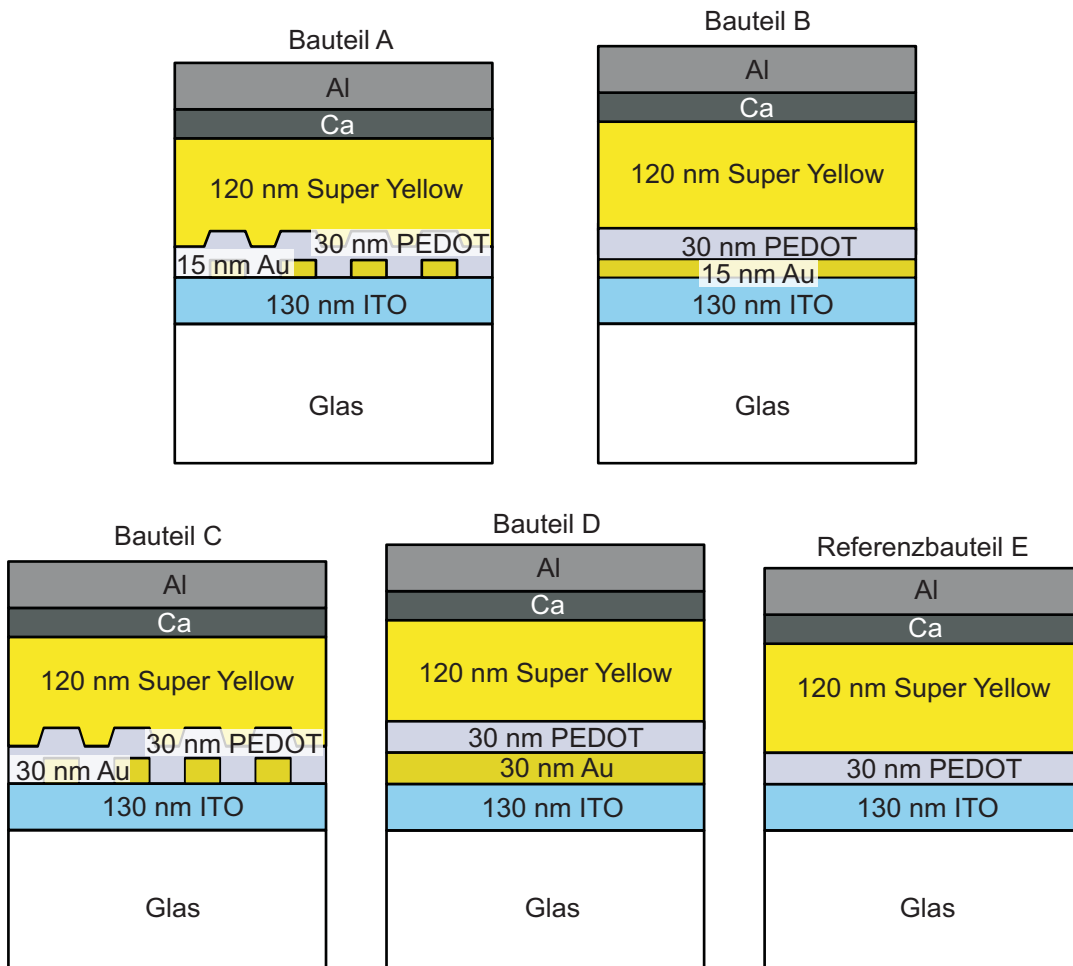 Bauteil A
Al
Ca
120 nm Super Yellow
30 nm PEDOT
15 nm Au
130 nm ITO
Glas
Bauteil B
Al
Ca
120 nm Super Yellow
30 nm PEDOT
15 nm Au
130 nm ITO
Glas
Bauteil C
Al
Ca
120 nm Super Yellow
30 nm PEDOT
30 nm Au
130 nm ITO
Glas
Bauteil D
Al
Ca
120 nm Super Yellow
30 nm PEDOT
30 nm Au
130 nm ITO
Glas
Referenzbauteil E
Al
Ca
120 nm Super Yellow
30 nm PEDOT
130 nm ITO
Glas